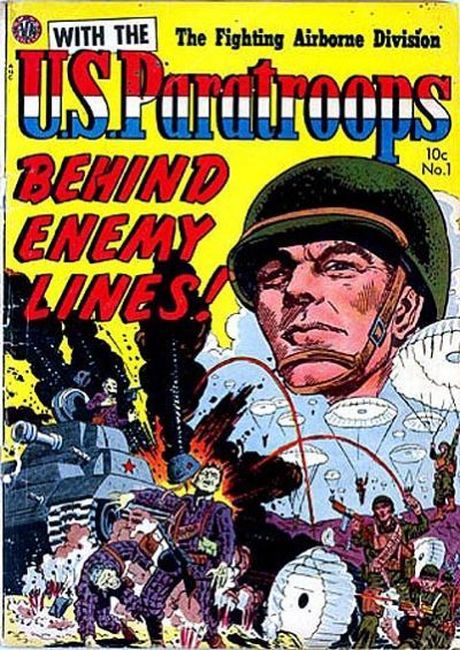 WITH THE
The Fighting Airborne Division
U.S. Paratroops
10c
No.1
BEHIND
ENEMY
LINES!